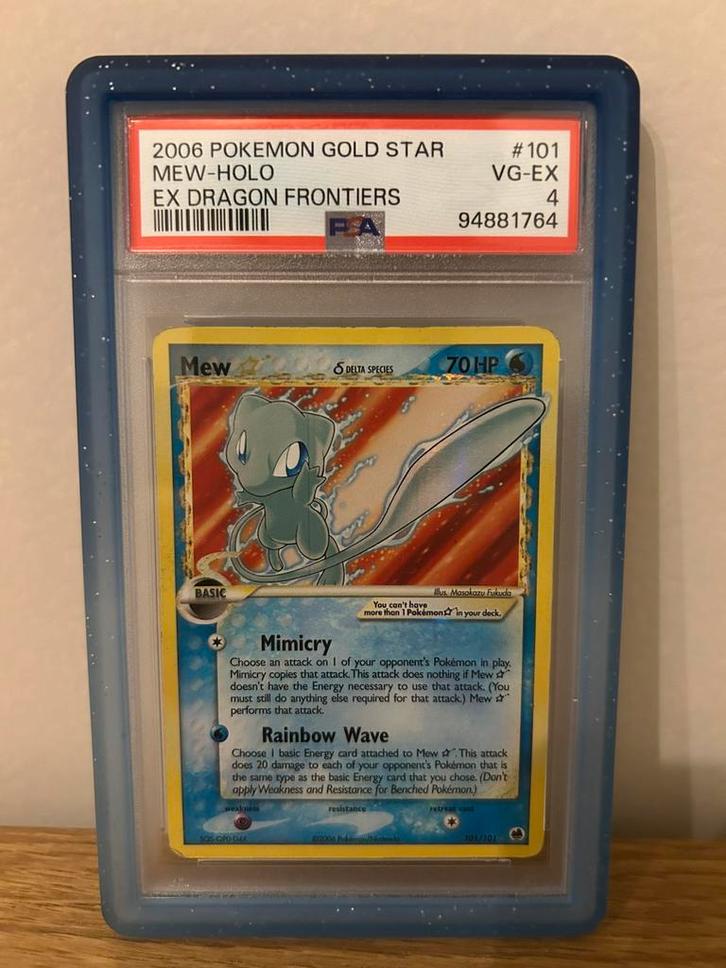 2006 POKEMON GOLD STAR #101
MEW-HOLO VG-EX
EX DRAGON FRONTIERS 4
PSA 94881764
Mew ☆ δ DELTA SPECIES 70 HP
BASIC
Illus. Masakazu Fukuda
You can't have
more than 1 Pokémon☆ in your deck.
Mimicry
Choose an attack on 1 of your opponent's Pokémon in play.
Mimicry copies that attack. This attack does nothing if Mew ☆
doesn't have the Energy necessary to use that attack. (You
must still do anything else required for that attack.) Mew ☆
performs that attack.
Rainbow Wave
Choose 1 basic Energy card attached to Mew ☆. This attack
does 20 damage to each of your opponent's Pokémon that
is the same type as the basic Energy card that you chose. (Don't
apply Weakness and Resistance for Benched Pokémon.)
weakness resistance retreat cost
©2006 Pokémon/Nintendo 101/101